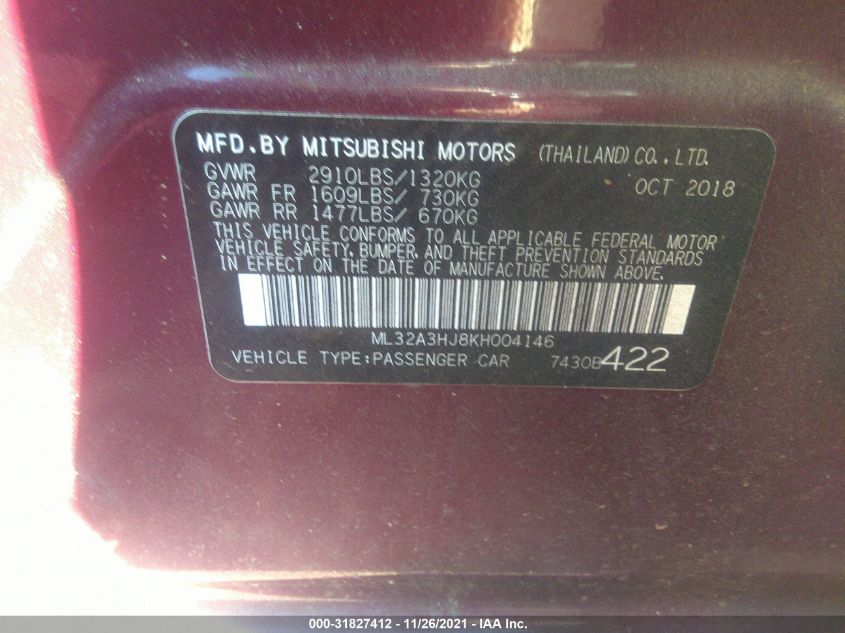 MFD.BY MITSUBISHI MOTORS (THAILAND) CO.,LTD.
GVWR 2910LBS/1320KG OCT 2018
GAWR FR 1609LBS/ 730KG
GAWR RR 1477LBS/ 670KG
THIS VEHICLE CONFORMS TO ALL APPLICABLE FEDERAL MOTOR
VEHICLE SAFETY, BUMPER, AND THEFT PREVENTION STANDARDS
IN EFFECT ON THE DATE OF MANUFACTURE SHOWN ABOVE.
ML32A3HJ8KH004146
VEHICLE TYPE:PASSENGER CAR 7430B422
000-31827412 - 11/26/2021 - IAA Inc.